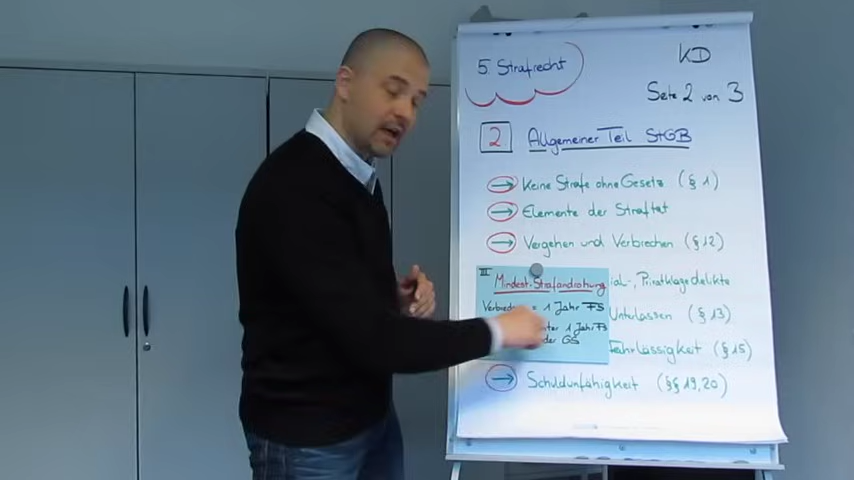 5 Strafrecht
KD
Seite 2 von 3
2 Allgemeiner Teil StGB
→ Keine Strafe ohne Gesetz (§ 1)
→ Elemente der Straftat
→ Vergehen und Verbrechen (§ 12)
III
Mindest-Strafandrohung
ial-, Privatklagedelikte
= 1 Jahr FS
Unterlassen (§ 13)
1 Jahr FS
GS
Fahrlässigkeit (§ 15)
→ Schuldunfähigkeit (§§ 19, 20)